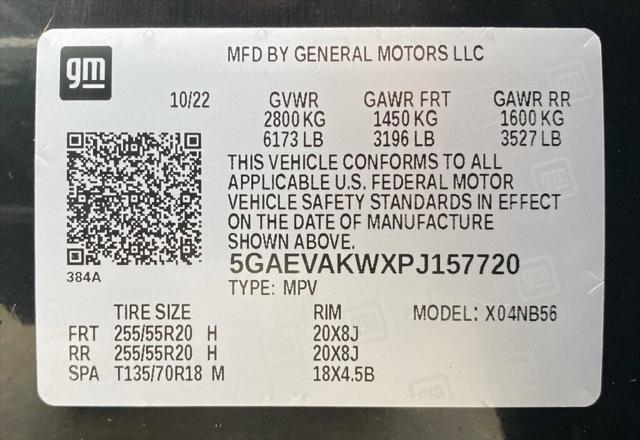 gm
MFD BY GENERAL MOTORS LLC
10/22 GVWR GAWR FRT GAWR RR
2800 KG 1450 KG 1600 KG
6173 LB 3196 LB 3527 LB
THIS VEHICLE CONFORMS TO ALL
APPLICABLE U.S. FEDERAL MOTOR
VEHICLE SAFETY STANDARDS IN EFFECT
ON THE DATE OF MANUFACTURE
SHOWN ABOVE.
384A
5GAEVAKWXPJ157720
TYPE: MPV
TIRE SIZE RIM MODEL: X04NB56
FRT 255/55R20 H 20X8J
RR 255/55R20 H 20X8J
SPA T135/70R18 M 18X4.5B